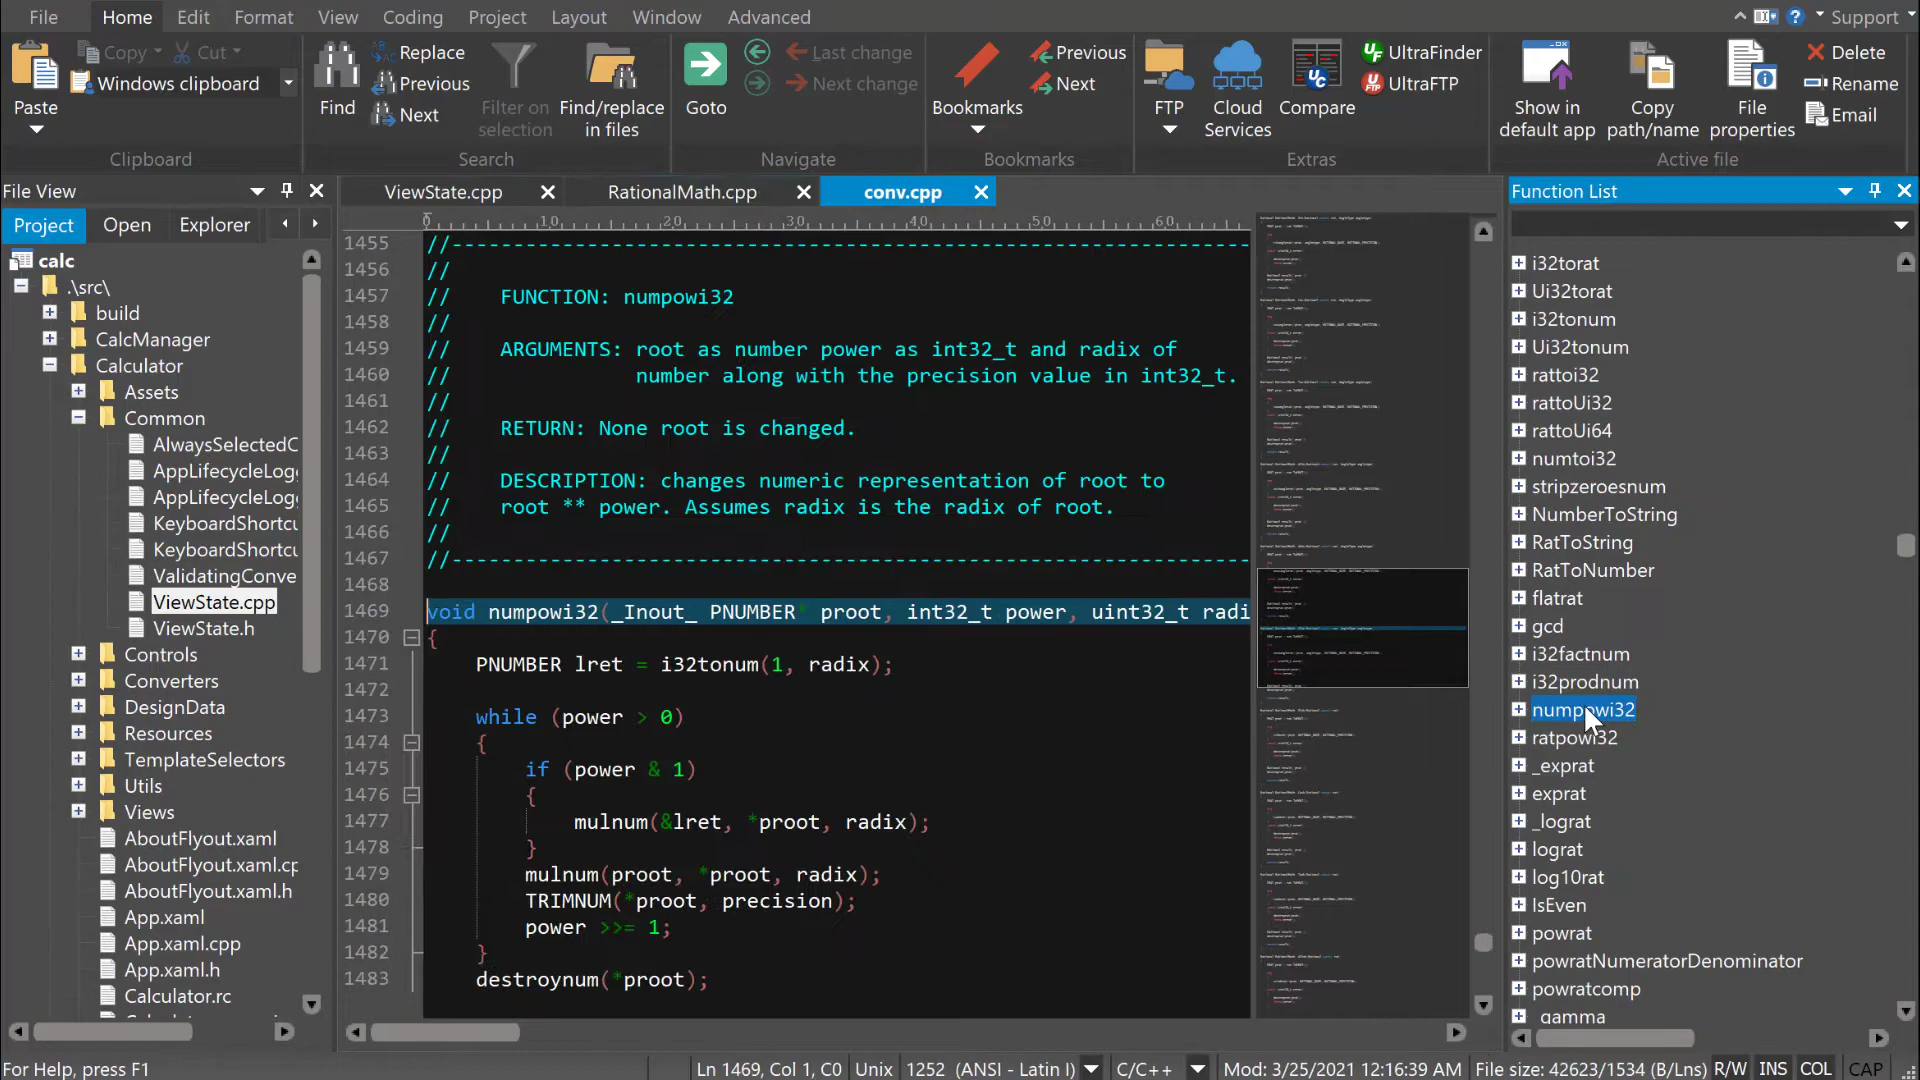 File Home Edit Format View Coding Project Layout Window Advanced Support
Copy Cut Replace Last change Previous UltraFinder Delete
Windows clipboard Previous Next change Next UltraFTP Rename
Paste Find Filter on selection Find/replace in files Goto Bookmarks FTP Cloud Services Compare Show in default app Copy path/name File properties
Next Email
Clipboard Search Navigate Bookmarks Extras Active file
File View
Project Open Explorer
calc
.\src\
build
CalcManager
Calculator
Assets
Common
AlwaysSelectedC
AppLifecycleLogg
AppLifecycleLogg
KeyboardShortcu
KeyboardShortcu
ValidatingConve
ViewState.cpp
ViewState.h
Controls
Converters
DesignData
Resources
TemplateSelectors
Utils
Views
AboutFlyout.xaml
AboutFlyout.xaml.cp
AboutFlyout.xaml.h
App.xaml
App.xaml.cpp
App.xaml.h
Calculator.rc
ViewState.cpp RationalMath.cpp conv.cpp
0 10 20 30 40 50 60
1455 //-------------------------------------------------------------------
1456 //
1457 // FUNCTION: numpowi32
1458 //
1459 // ARGUMENTS: root as number power as int32_t and radix of
1460 // number along with the precision value in int32_t.
1461 //
1462 // RETURN: None root is changed.
1463 //
1464 // DESCRIPTION: changes numeric representation of root to
1465 // root ** power. Assumes radix is the radix of root.
1466 //
1467 //-------------------------------------------------------------------
1468
1469 void numpowi32(_Inout_ PNUMBER* proot, int32_t power, uint32_t radi
1470 {
1471 PNUMBER lret = i32tonum(1, radix);
1472
1473 while (power > 0)
1474 {
1475 if (power & 1)
1476 {
1477 mulnum(&lret, *proot, radix);
1478 }
1479 mulnum(proot, *proot, radix);
1480 TRIMNUM(*proot, precision);
1481 power >>= 1;
1482 }
1483 destroynum(*proot);
Function List
i32torat
Ui32torat
i32tonum
Ui32tonum
rattoi32
rattoUi32
rattoUi64
numtoi32
stripzeroesnum
NumberToString
RatToString
RatToNumber
flatrat
gcd
i32factnum
i32prodnum
numpowi32
ratpowi32
_exprat
exprat
_lograt
lograt
log10rat
IsEven
powrat
powratNumeratorDenominator
powratcomp
_gamma
For Help, press F1 Ln 1469, Col 1, C0 Unix 1252 (ANSI - Latin I) C/C++ Mod: 3/25/2021 12:16:39 AM File size: 42623/1534 (B/Lns) R/W INS COL CAP